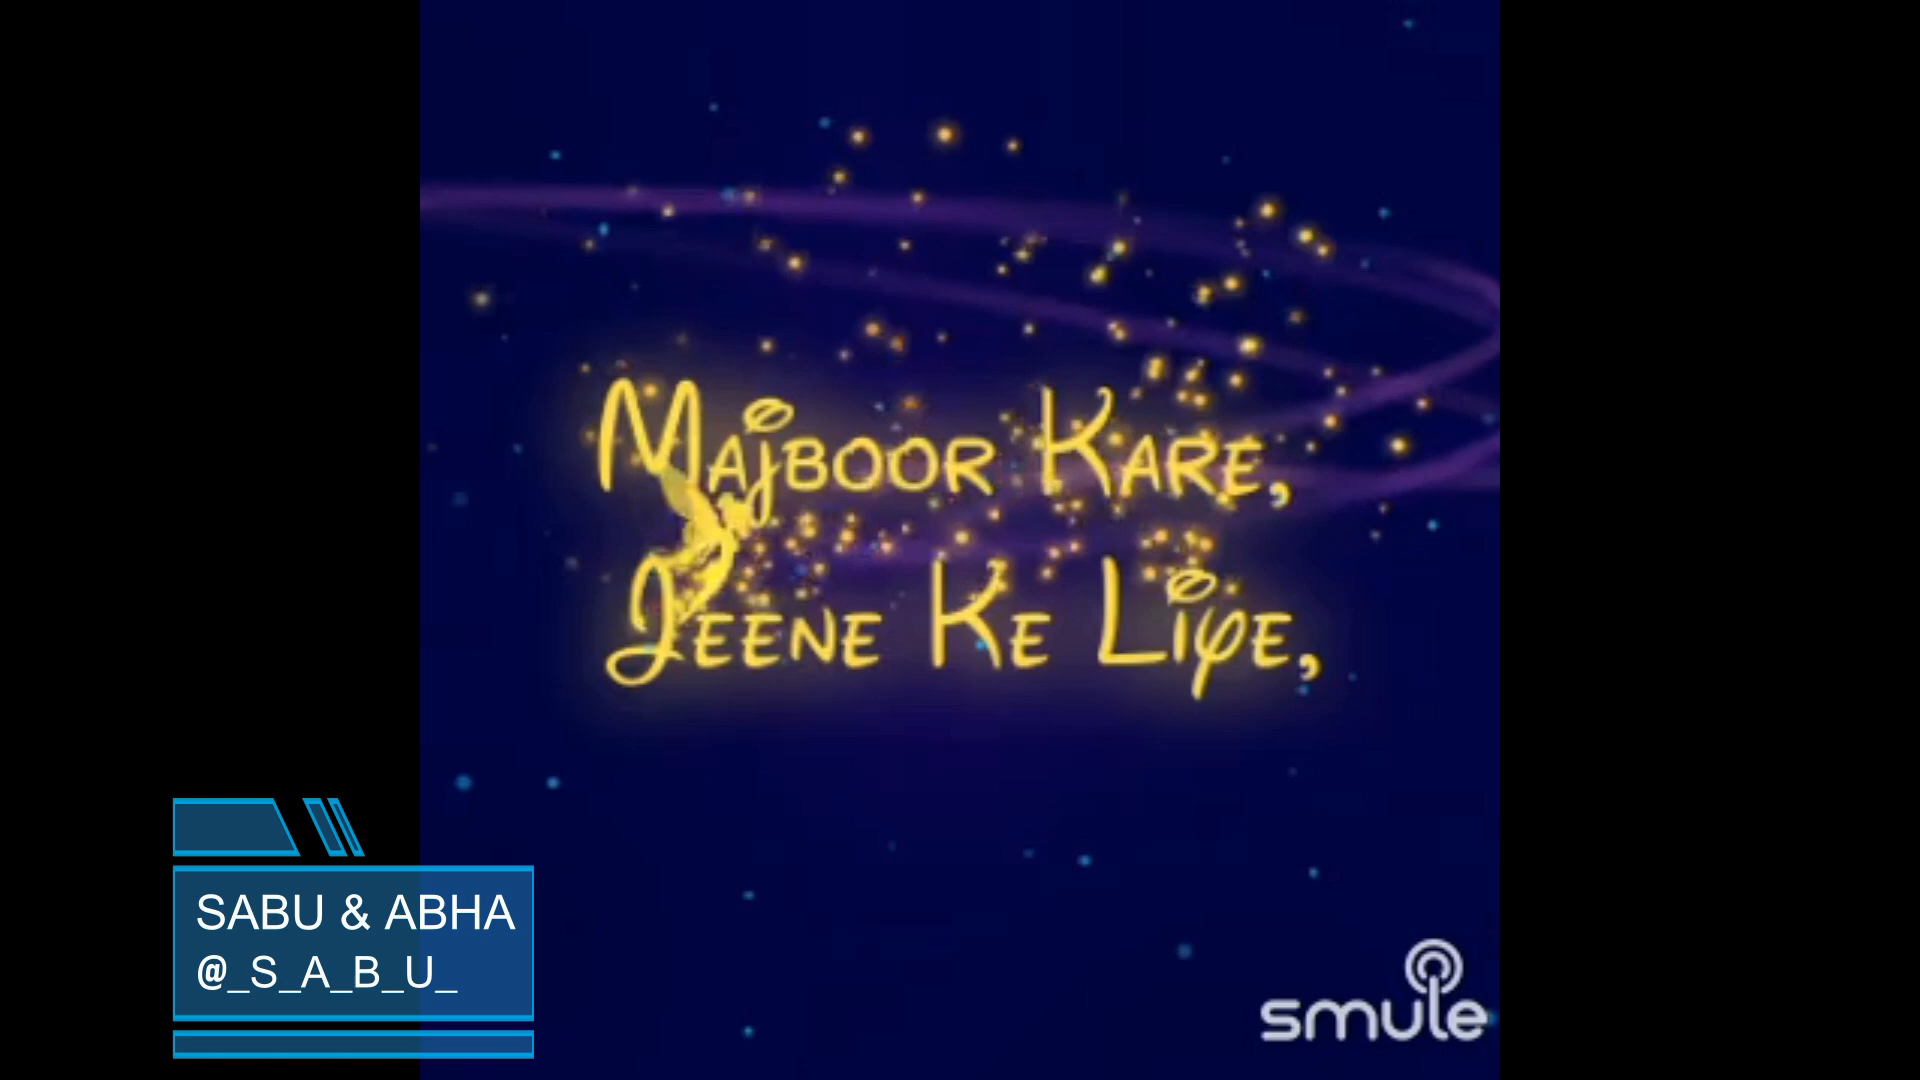 Majboor Kare,
Jeene Ke Liye,
SABU & ABHA
@_S_A_B_U_
smule